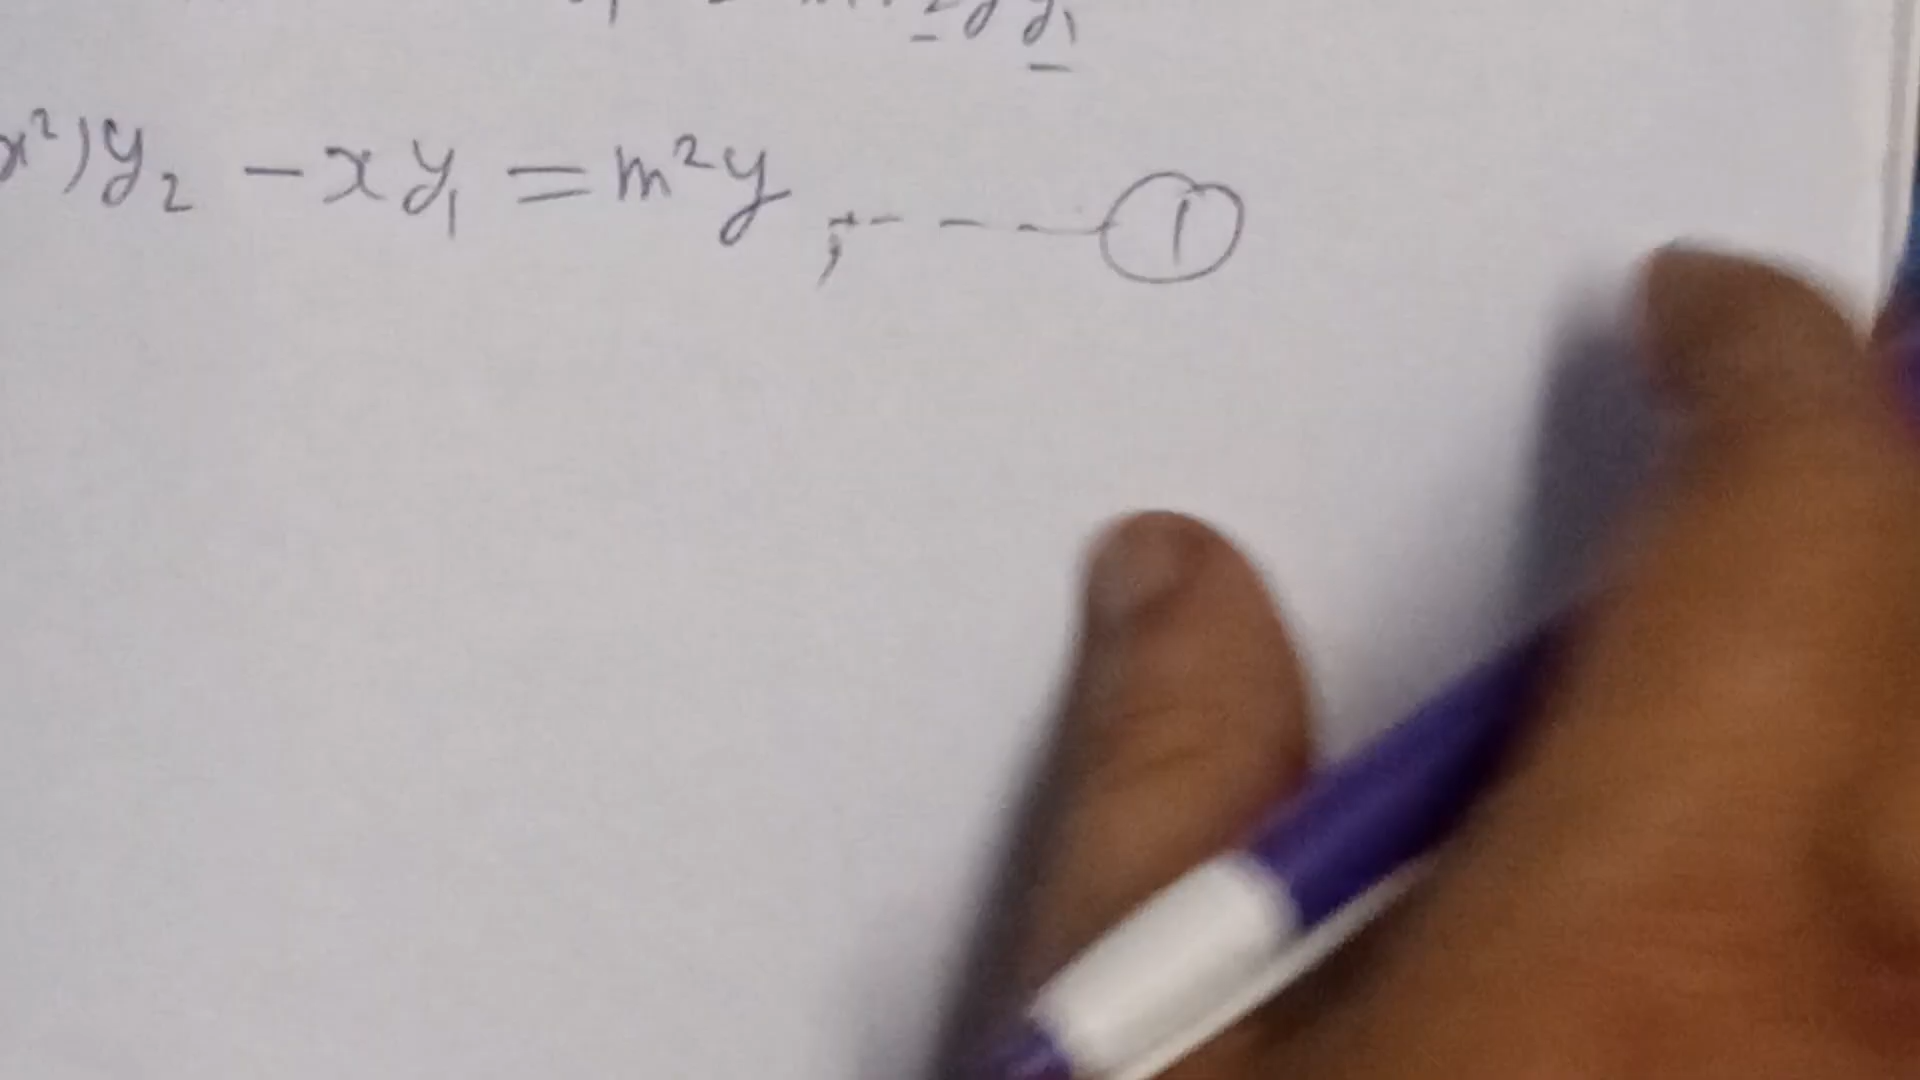 x²)y₂ - xy₁ = m²y, ---- ①